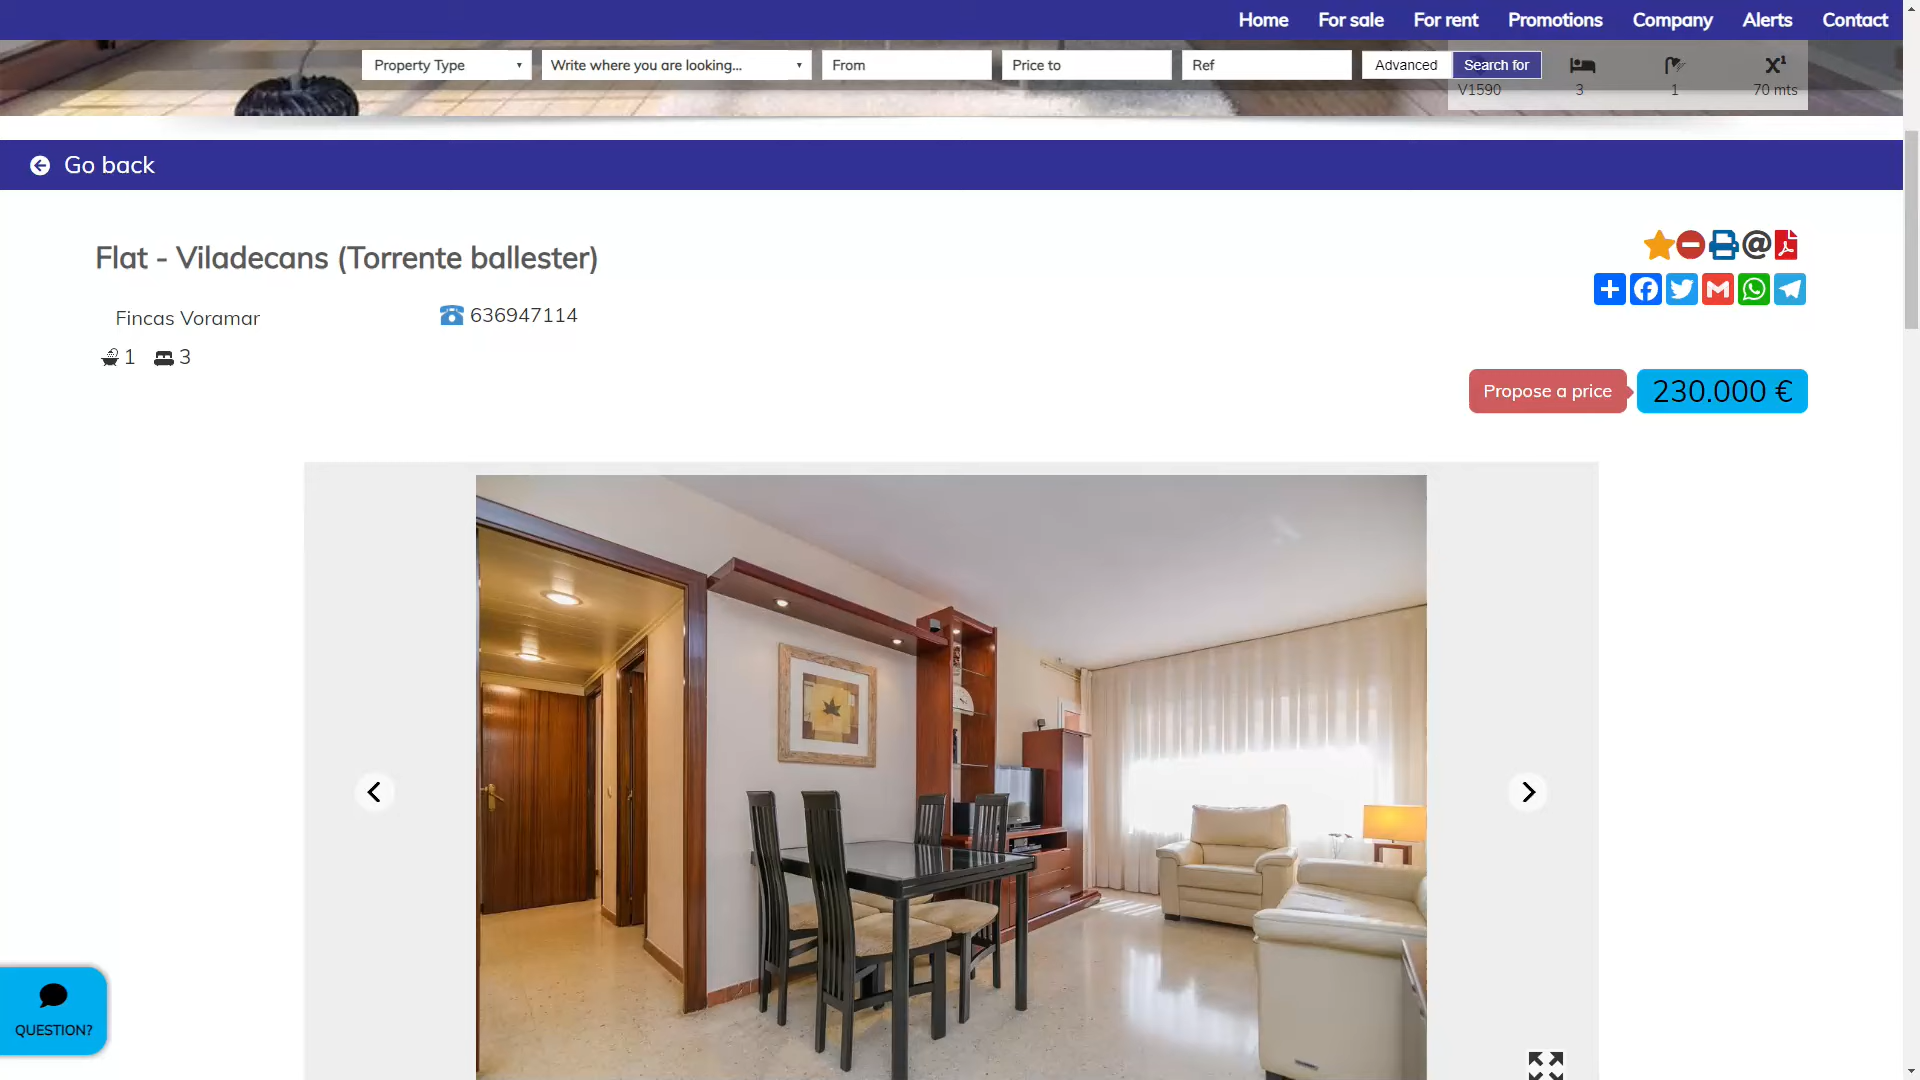 Home For sale For rent Promotions Company Alerts Contact
Property Type Write where you are looking... From Price to Ref Advanced Search for
V1590 3 1 70 mts
Go back
Flat - Viladecans (Torrente ballester)
Fincas Voramar 636947114
1 3
Propose a price 230.000 €
QUESTION?